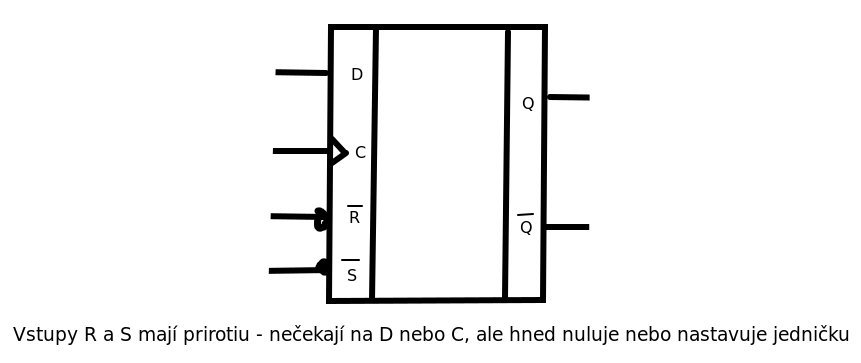 D
Q
C
R̅
Q̅
S̅
Vstupy R a S mají prirotiu - nečekají na D nebo C, ale hned nuluje nebo nastavuje jedničku